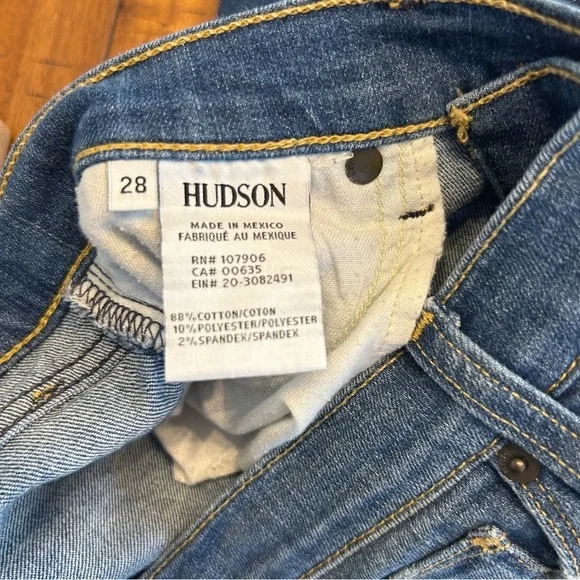 28
HUDSON
MADE IN MEXICO
FABRIQUÉ AU MEXIQUE
RN# 107906
CA# 00635
EIN# 20-3082491
88%COTTON/COTON
10%POLYESTER/POLYESTER
2%SPANDEX/SPANDEX